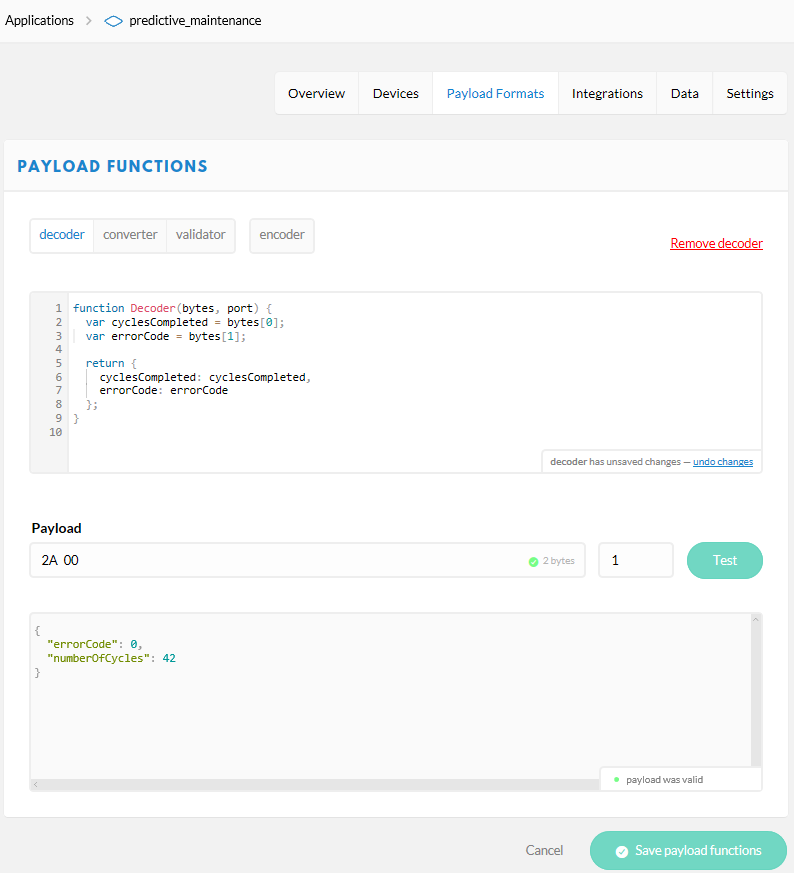 Applications > predictive_maintenance
Overview Devices Payload Formats Integrations Data Settings
PAYLOAD FUNCTIONS
decoder converter validator encoder
Remove decoder
1 function Decoder(bytes, port) {
2   var cyclesCompleted = bytes[0];
3   var errorCode = bytes[1];
4
5   return {
6     cyclesCompleted: cyclesCompleted,
7     errorCode: errorCode
8   };
9 }
10
decoder has unsaved changes — undo changes
Payload
2A 00 2 bytes 1 Test
{
  "errorCode": 0,
  "numberOfCycles": 42
}
payload was valid
Cancel Save payload functions